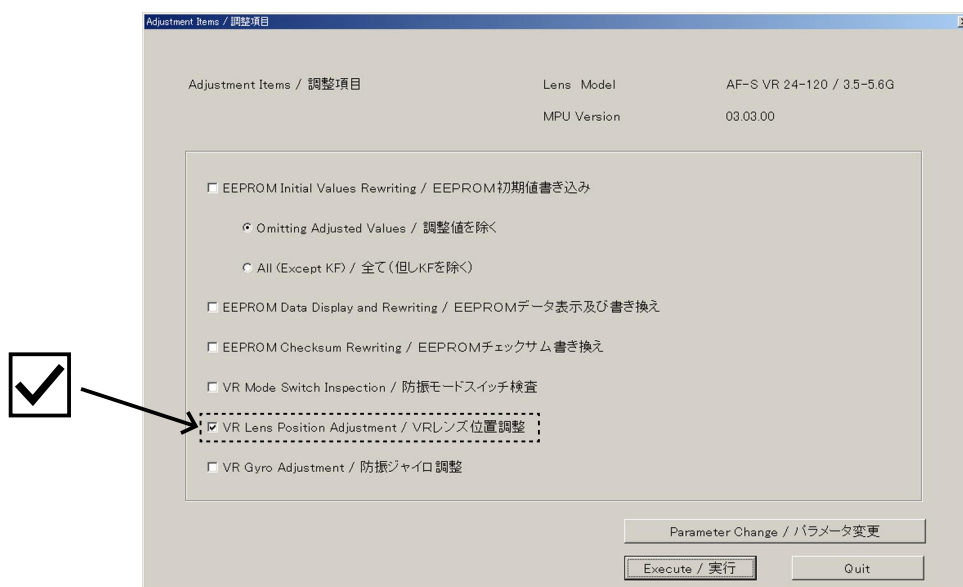 Adjustment Items / 調整項目
Adjustment Items / 調整項目
Lens Model AF-S VR 24-120 / 3.5-5.6G
MPU Version 03.03.00
EEPROM Initial Values Rewriting / EEPROM初期値書き込み
Omitting Adjusted Values / 調整値を除く
All (Except KF) / 全て(但しKFを除く)
EEPROM Data Display and Rewriting / EEPROMデータ表示及び書き換え
EEPROM Checksum Rewriting / EEPROMチェックサム書き換え
VR Mode Switch Inspection / 防振モードスイッチ検査
VR Lens Position Adjustment / VRレンズ位置調整
VR Gyro Adjustment / 防振ジャイロ調整
Parameter Change / パラメータ変更
Execute / 実行
Quit